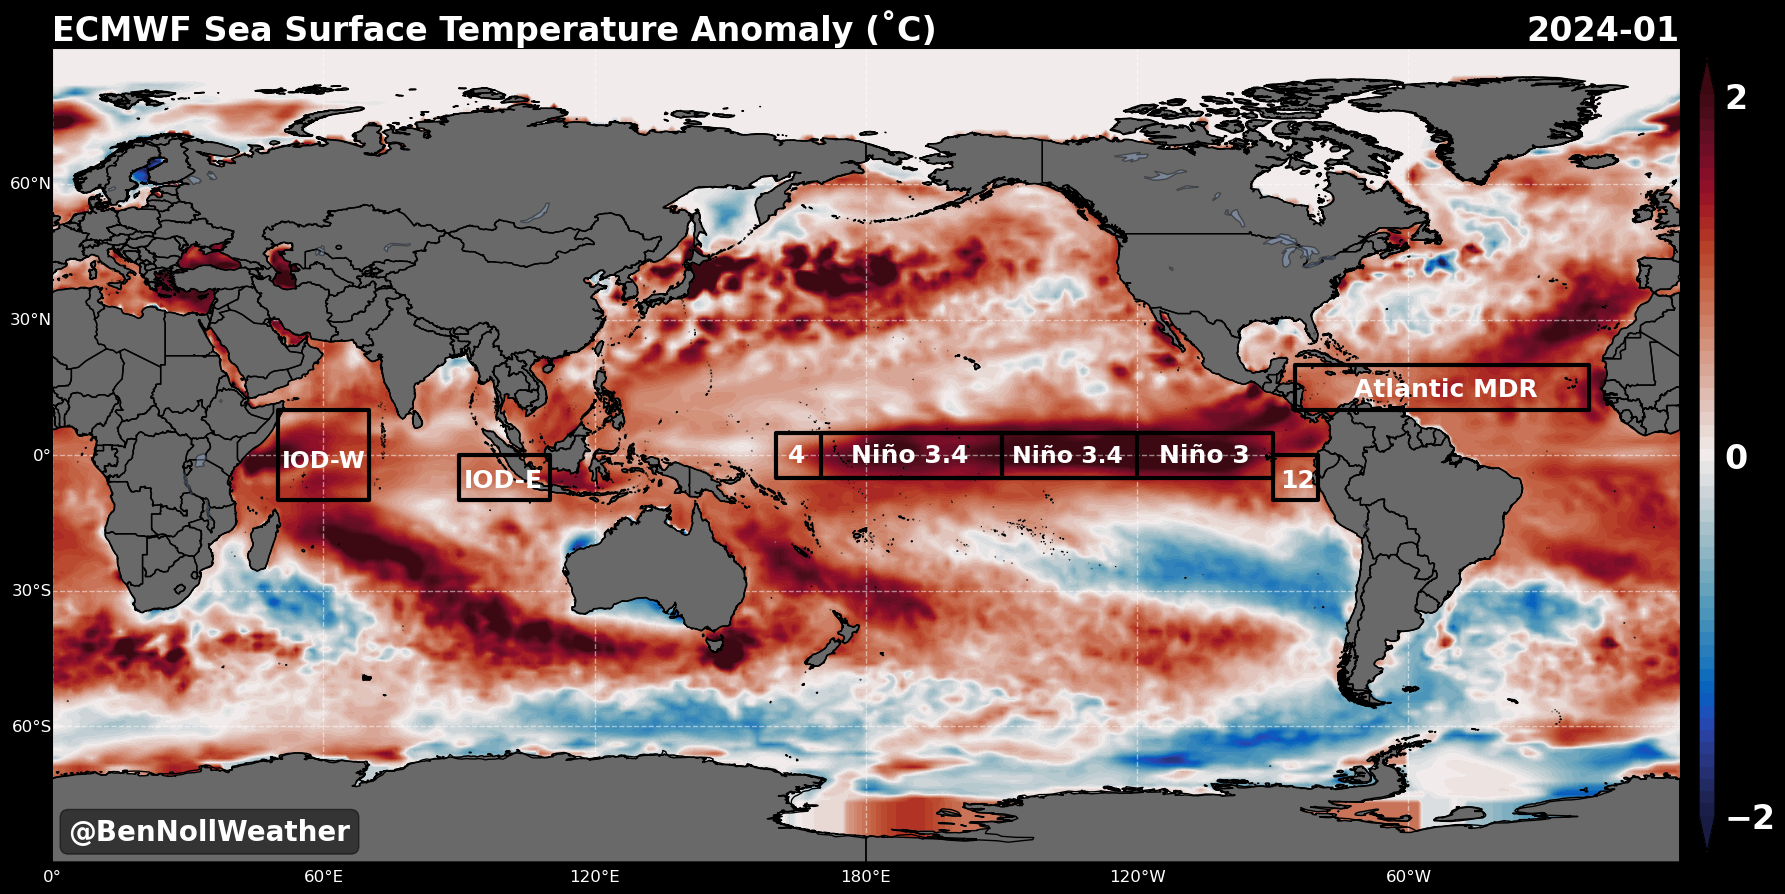 ECMWF Sea Surface Temperature Anomaly (˚C) 2024-01
2
60°N
30°N
Atlantic MDR
0° IOD-W 4 Niño 3.4 Niño 3.4 Niño 3 0
IOD-E 12
30°S
60°S
−2
@BenNollWeather
0° 60°E 120°E 180°E 120°W 60°W